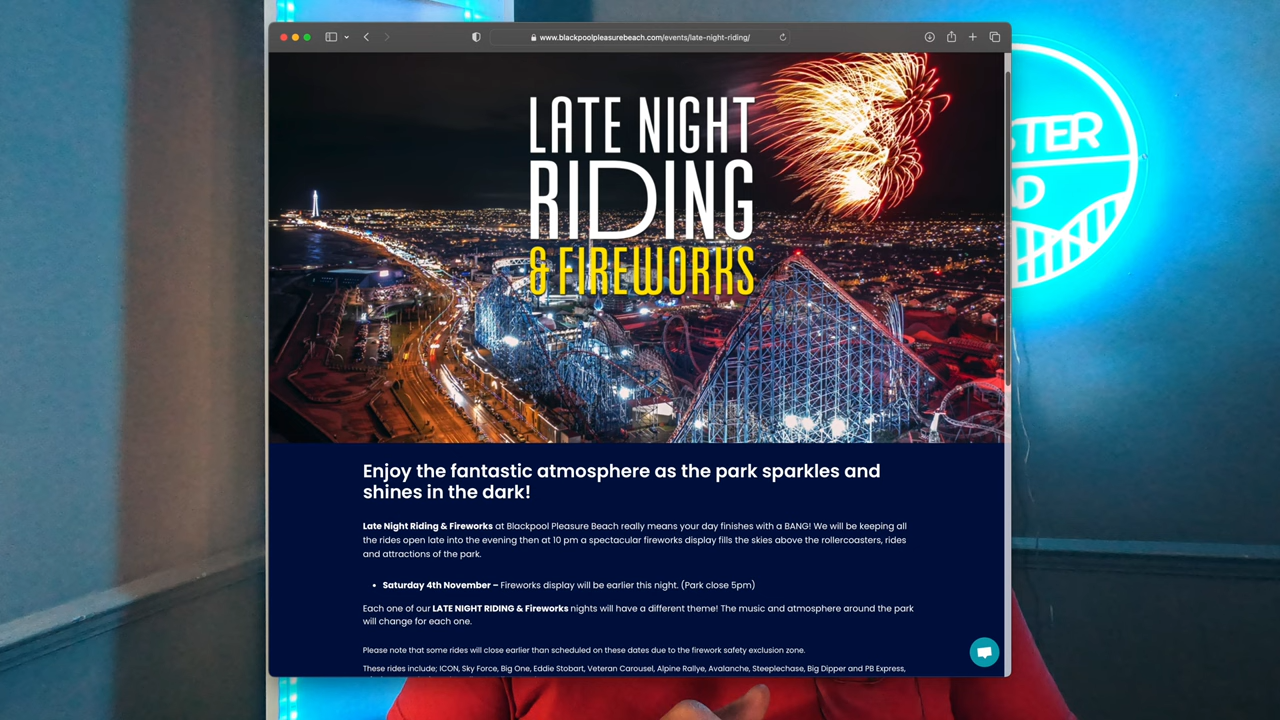 www.blackpoolpleasurebeach.com/events/late-night-riding/
LATE NIGHT
RIDING
& FIREWORKS
Enjoy the fantastic atmosphere as the park sparkles and
shines in the dark!
Late Night Riding & Fireworks at Blackpool Pleasure Beach really means your day finishes with a BANG! We will be keeping all
the rides open late into the evening then at 10 pm a spectacular fireworks display fills the skies above the rollercoasters, rides
and attractions of the park.
• Saturday 4th November – Fireworks display will be earlier this night. (Park close 5pm)
Each one of our LATE NIGHT RIDING & Fireworks nights will have a different theme! The music and atmosphere around the park
will change for each one.
Please note that some rides will close earlier than scheduled on these dates due to the firework safety exclusion zone.
These rides include; ICON, Sky Force, Big One, Eddie Stobart, Veteran Carousel, Alpine Rallye, Avalanche, Steeplechase, Big Dipper and PB Express,